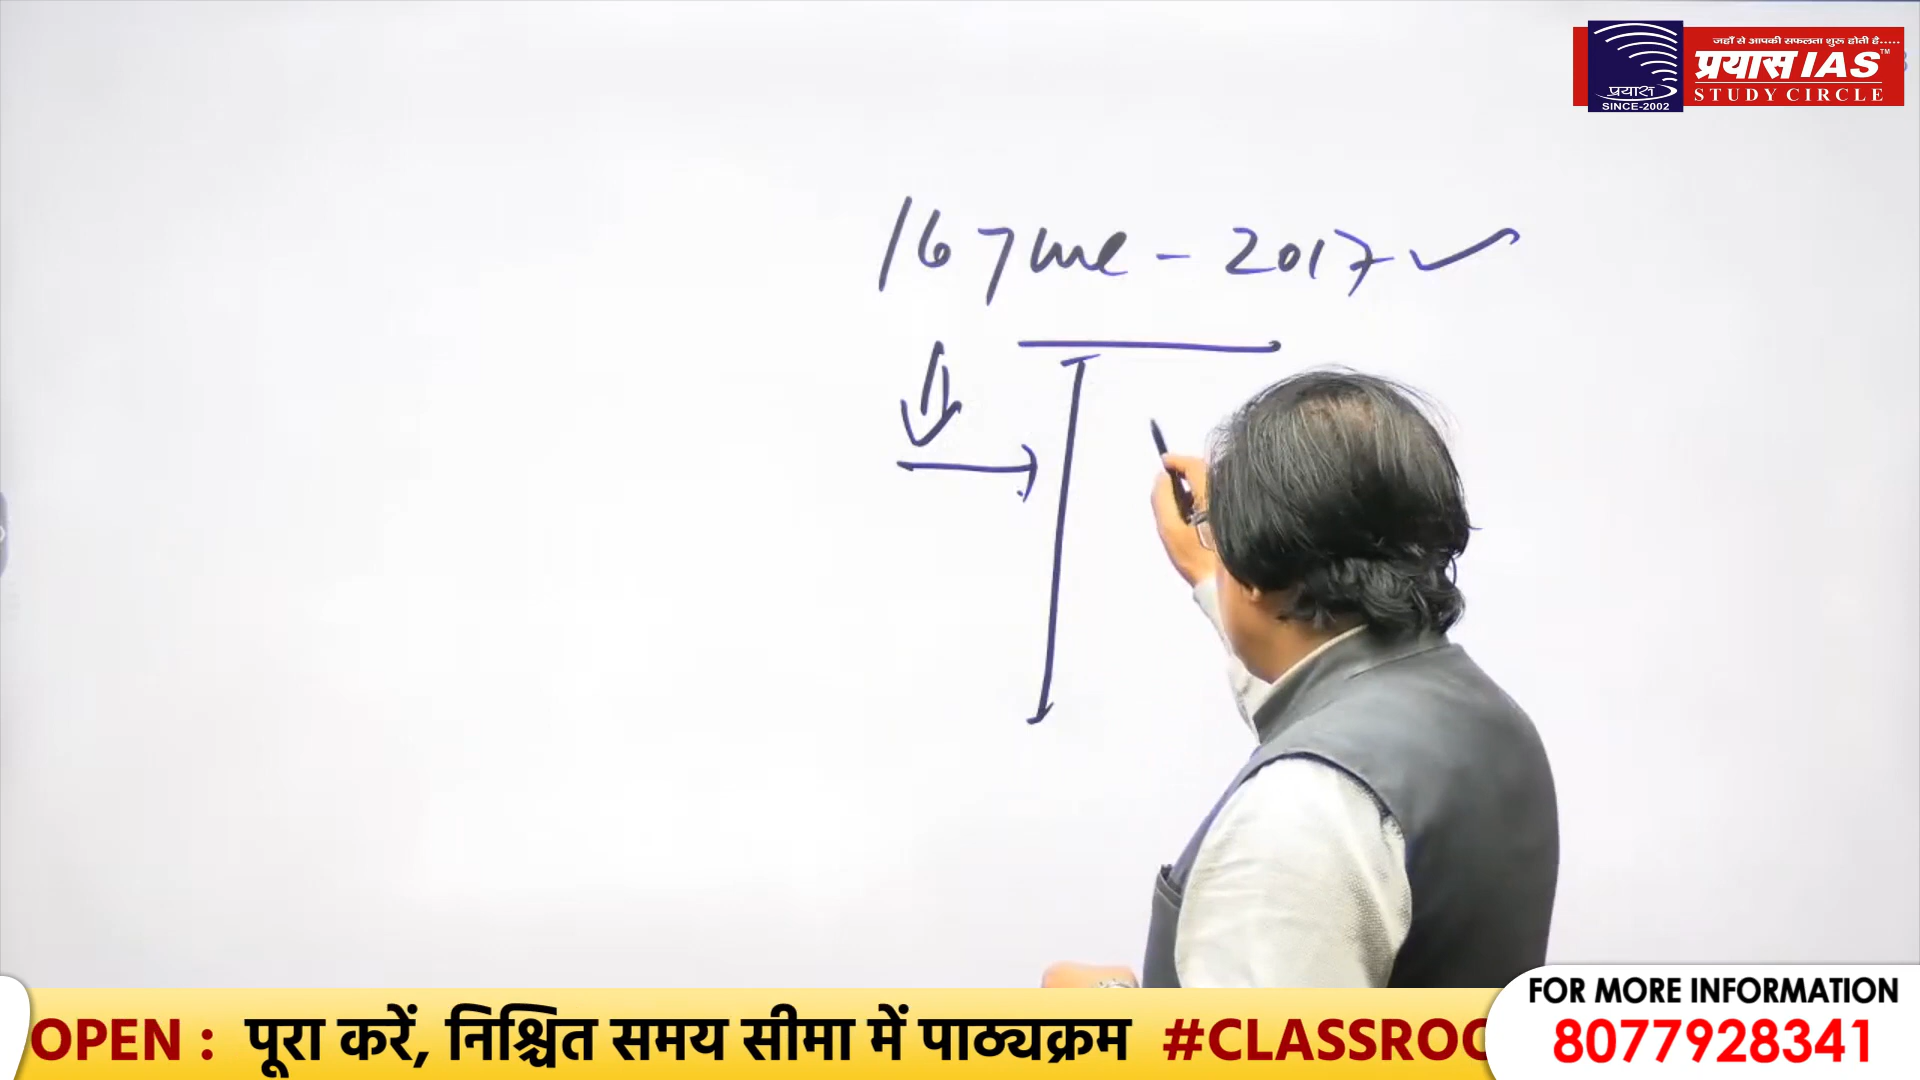 जहाँ से आपकी सफलता शुरू होती है.....
प्रयास IAS™
STUDY CIRCLE
प्रयास
SINCE-2002
16 June - 2017
OPEN : पूरा करें, निश्चित समय सीमा में पाठ्यक्रम #CLASSROO
FOR MORE INFORMATION
8077928341